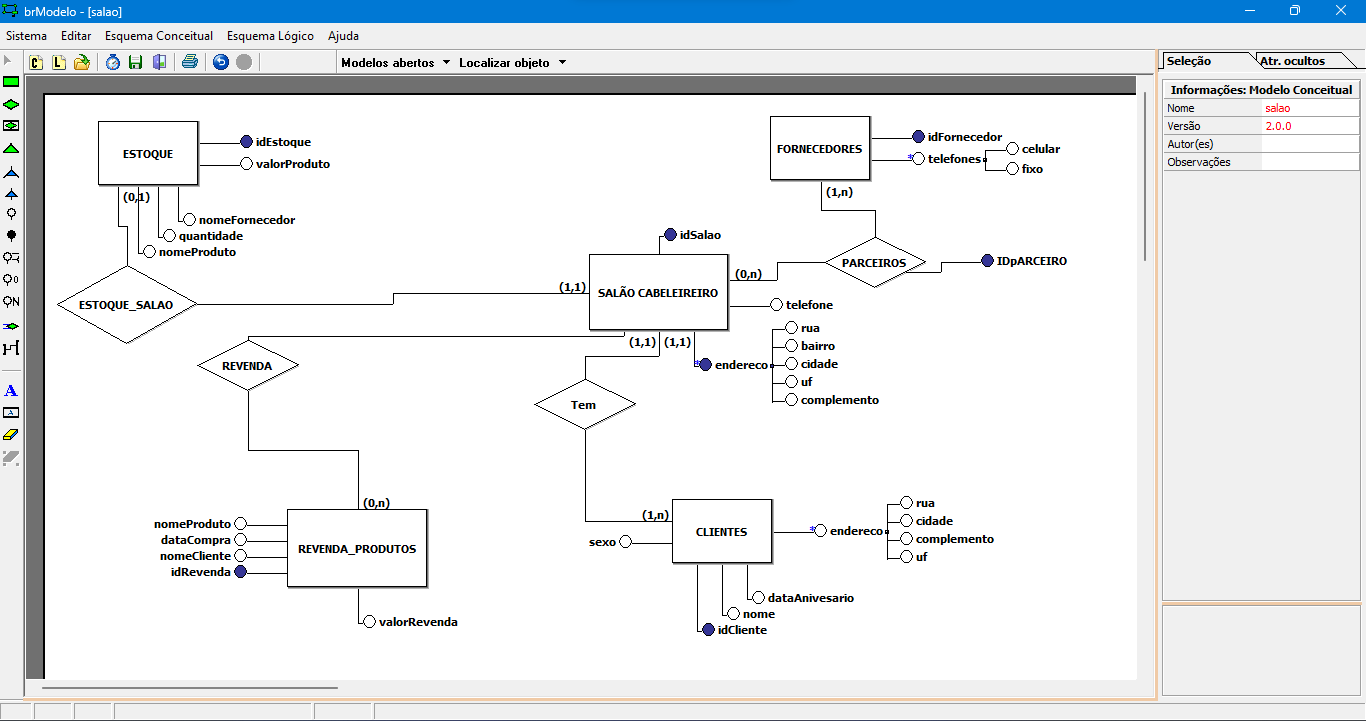 brModelo - [salao]
Sistema Editar Esquema Conceitual Esquema Lógico Ajuda
C L Modelos abertos Localizar objeto
Seleção Atr. ocultos
Informações: Modelo Conceitual
Nome salao
Versão 2.0.0
Autor(es)
Observações
ESTOQUE
idEstoque
valorProduto
(0,1)
nomeFornecedor
quantidade
nomeProduto
ESTOQUE_SALAO
FORNECEDORES
idFornecedor
* telefones
celular
fixo
(1,n)
PARCEIROS
IDpARCEIRO
idSalao
(0,n)
(1,1)
SALÃO CABELEIREIRO
telefone
(1,1) (1,1)
* endereco
rua
bairro
cidade
uf
complemento
REVENDA
Tem
(0,n)
REVENDA_PRODUTOS
nomeProduto
dataCompra
nomeCliente
idRevenda
valorRevenda
(1,n)
CLIENTES
sexo
* endereco
rua
cidade
complemento
uf
dataAnivesario
nome
idCliente
0
N
A
A